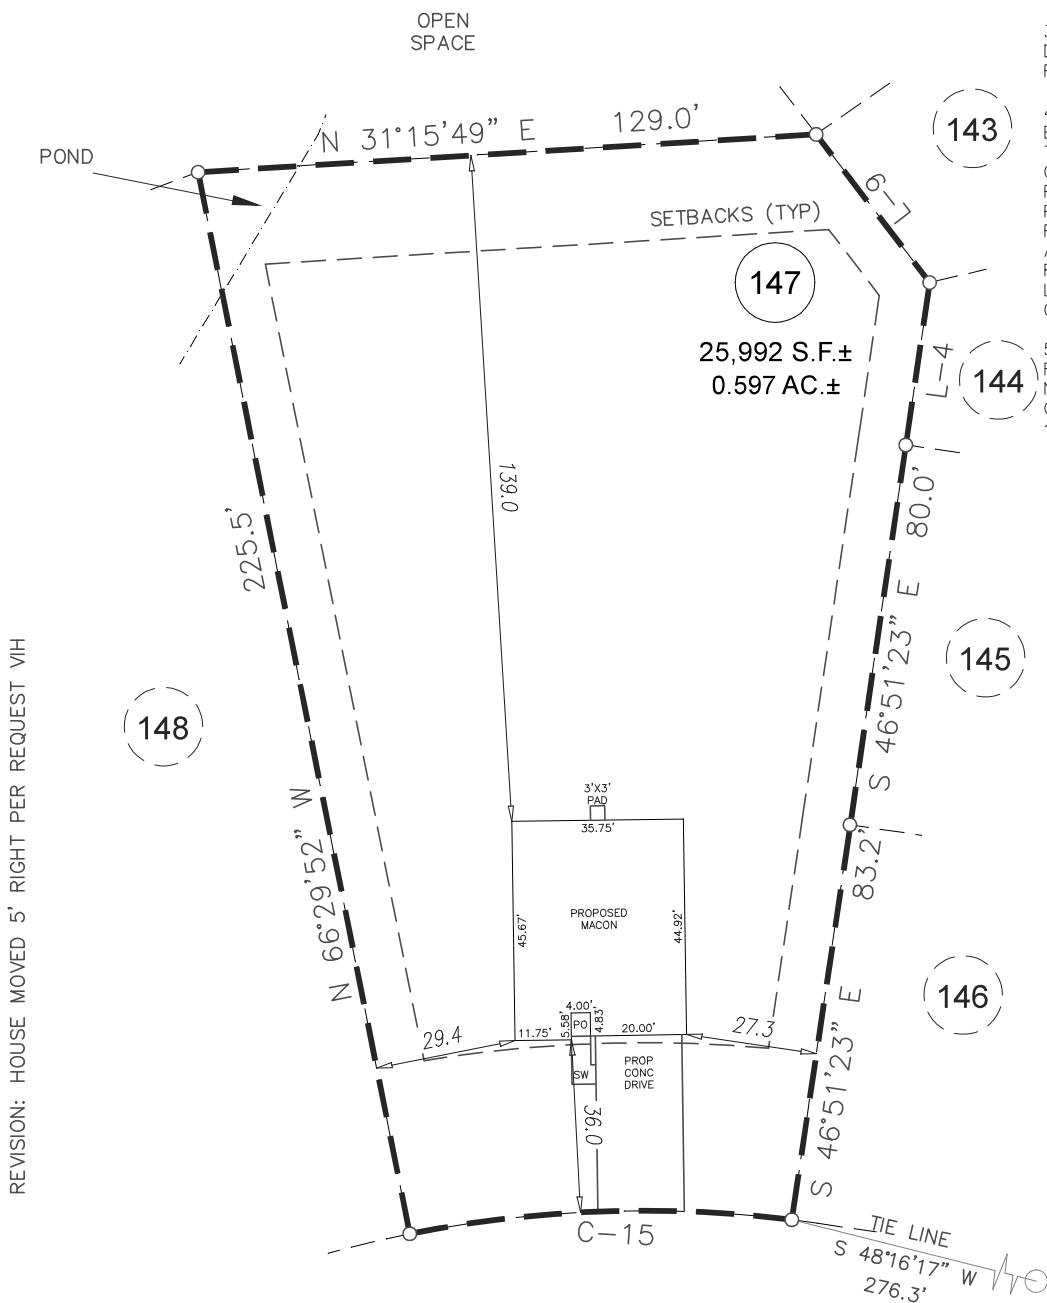 OPEN
SPACE
POND
N 31°15'49" E 129.0'
143
L-9
SETBACKS (TYP)
147
25,992 S.F.±
0.597 AC.±
L-4
144
139.0
80.0'
225.5'
S 46°51'23" E
145
148
REVISION: HOUSE MOVED 5' RIGHT PER REQUEST VIH
3'X3'
PAD
35.75'
83.2'
N 66°29'52" W
45.67'
PROPOSED
MACON
44.92'
146
4.00'
29.4
11.75'
5.58'
PO
4.83'
20.00'
27.3
SW
PROP
CONC
DRIVE
36.0
S 46°51'23" E
C-15
TIE LINE
S 48°16'17" W
276.3'